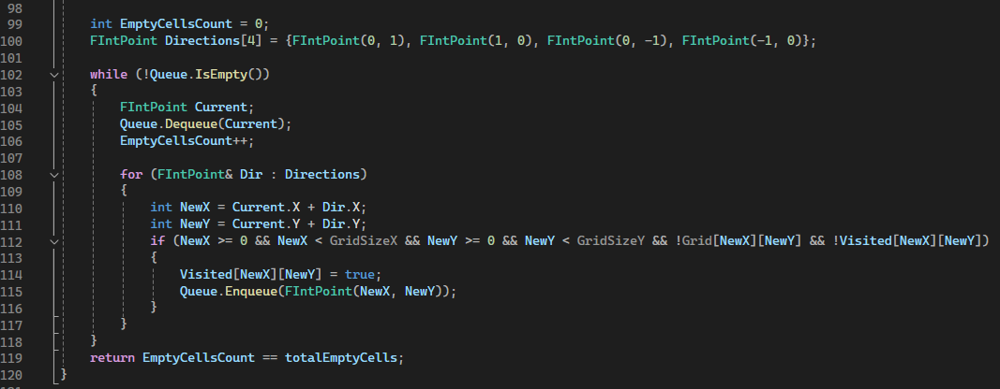 98
99 int EmptyCellsCount = 0;
100 FIntPoint Directions[4] = {FIntPoint(0, 1), FIntPoint(1, 0), FIntPoint(0, -1), FIntPoint(-1, 0)};
101
102 while (!Queue.IsEmpty())
103 {
104 FIntPoint Current;
105 Queue.Dequeue(Current);
106 EmptyCellsCount++;
107
108 for (FIntPoint& Dir : Directions)
109 {
110 int NewX = Current.X + Dir.X;
111 int NewY = Current.Y + Dir.Y;
112 if (NewX >= 0 && NewX < GridSizeX && NewY >= 0 && NewY < GridSizeY && !Grid[NewX][NewY] && !Visited[NewX][NewY])
113 {
114 Visited[NewX][NewY] = true;
115 Queue.Enqueue(FIntPoint(NewX, NewY));
116 }
117 }
118 }
119 return EmptyCellsCount == totalEmptyCells;
120 }